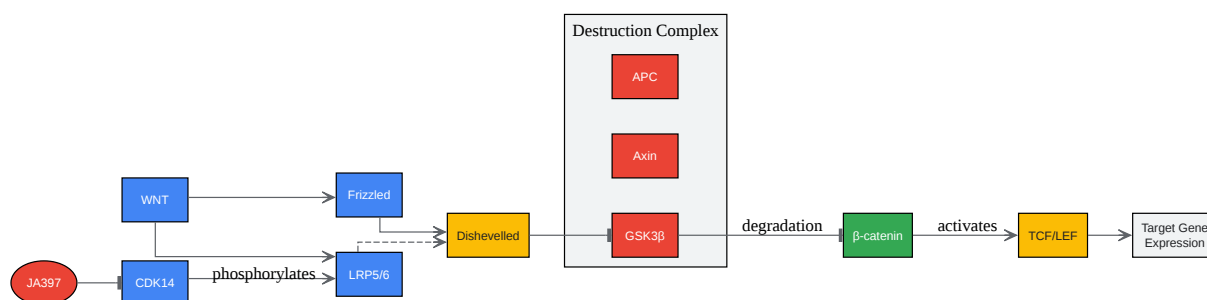 Destruction Complex
APC
Axin
WNT
Frizzled
Dishevelled
GSK3β
degradation
β-catenin
activates
TCF/LEF
Target Gene
Expression
JA397
CDK14
phosphorylates
LRP5/6